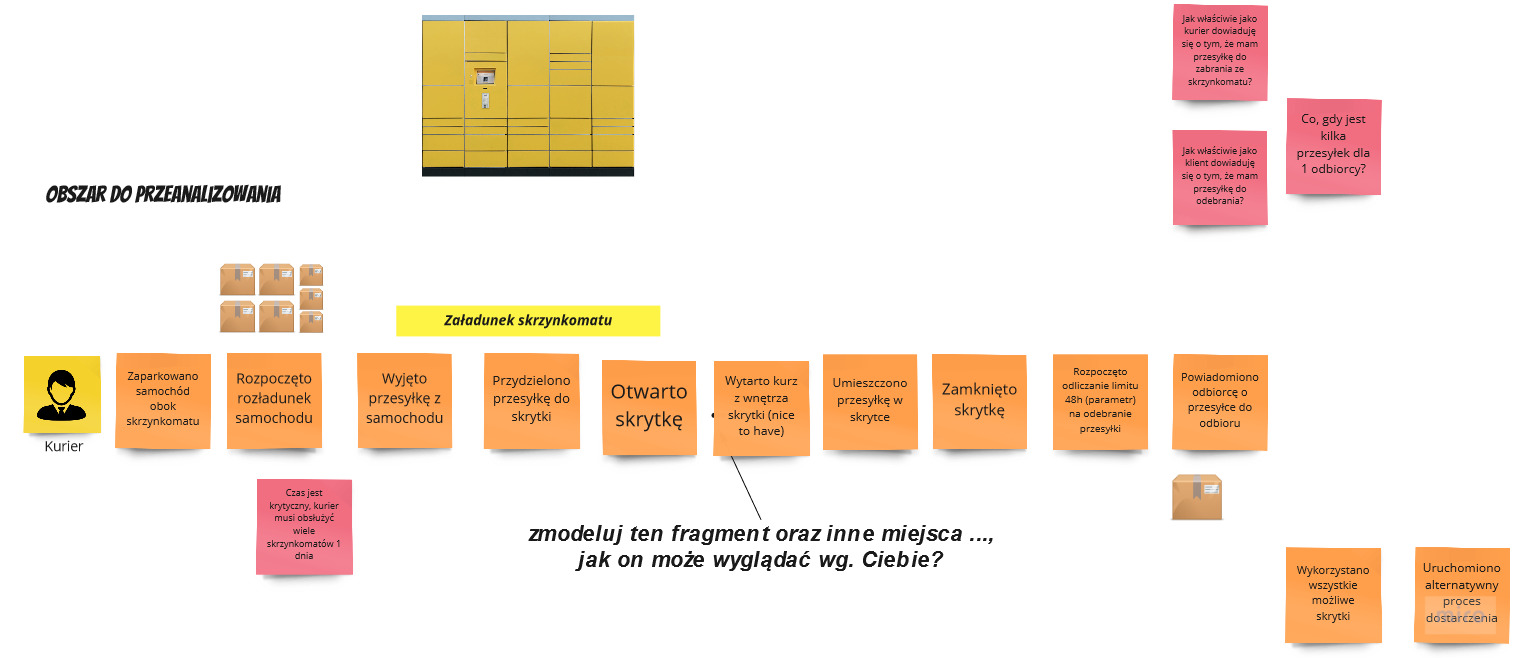 Jak właściwie jako
kurier dowiaduję
się o tym, że mam
przesyłkę do
zabrania ze
skrzynkomatu?
Co, gdy jest
kilka
przesyłek dla
1 odbiorcy?
Jak właściwie jako
klient dowiaduję
się o tym, że mam
przesyłkę do
odebrania?
OBSZAR DO PRZEANALIZOWANIA
Załadunek skrzynkomatu
Kurier
Zaparkowano
samochód
obok
skrzynkomatu
Rozpoczęto
rozładunek
samochodu
Wyjęto
przesyłkę z
samochodu
Przydzielono
przesyłkę do
skrytki
Otwarto
skrytkę
Wytarto kurz
z wnętrza
skrytki (nice
to have)
Umieszczono
przesyłkę w
skrytce
Zamknięto
skrytkę
Rozpoczęto
odliczanie limitu
48h (parametr)
na odebranie
przesyłki
Powiadomiono
odbiorcę o
przesyłce do
odbioru
Czas jest
krytyczny, kurier
musi obsłużyć
wiele
skrzynkomatów 1
dnia
zmodeluj ten fragment oraz inne miejsca ...,
jak on może wyglądać wg. Ciebie?
Wykorzystano
wszystkie
możliwe
skrytki
Uruchomiono
alternatywny
proces
dostarczenia
miro